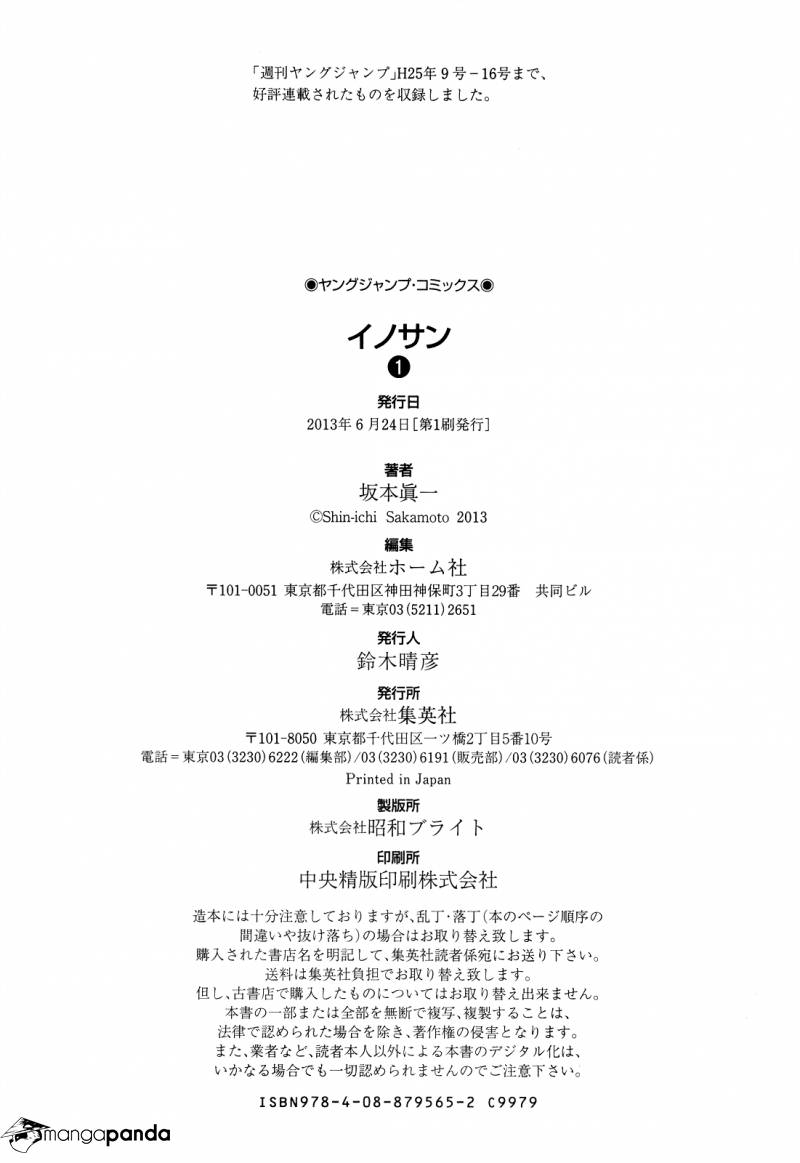 「週刊ヤングジャンプ」H25年9号−16号まで、
好評連載されたものを収録しました。
◉ヤングジャンプ・コミックス◉
イノサン
❶
発行日
2013年6月24日[第1刷発行]
著者
坂本眞一
©Shin-ichi Sakamoto 2013
編集
株式会社ホーム社
〒101-0051 東京都千代田区神田神保町3丁目29番 共同ビル
電話=東京03(5211)2651
発行人
鈴木晴彦
発行所
株式会社集英社
〒101-8050 東京都千代田区一ツ橋2丁目5番10号
電話=東京03(3230)6222(編集部)/03(3230)6191(販売部)/03(3230)6076(読者係)
Printed in Japan
製版所
株式会社昭和ブライト
印刷所
中央精版印刷株式会社
造本には十分注意しておりますが、乱丁・落丁(本のページ順序の
間違いや抜け落ち)の場合はお取り替え致します。
購入された書店名を明記して、集英社読者係宛にお送り下さい。
送料は集英社負担でお取り替え致します。
但し、古書店で購入したものについてはお取り替え出来ません。
本書の一部または全部を無断で複写、複製することは、
法律で認められた場合を除き、著作権の侵害となります。
また、業者など、読者本人以外による本書のデジタル化は、
いかなる場合でも一切認められませんのでご注意下さい。
ISBN978-4-08-879565-2 C9979
mangapanda